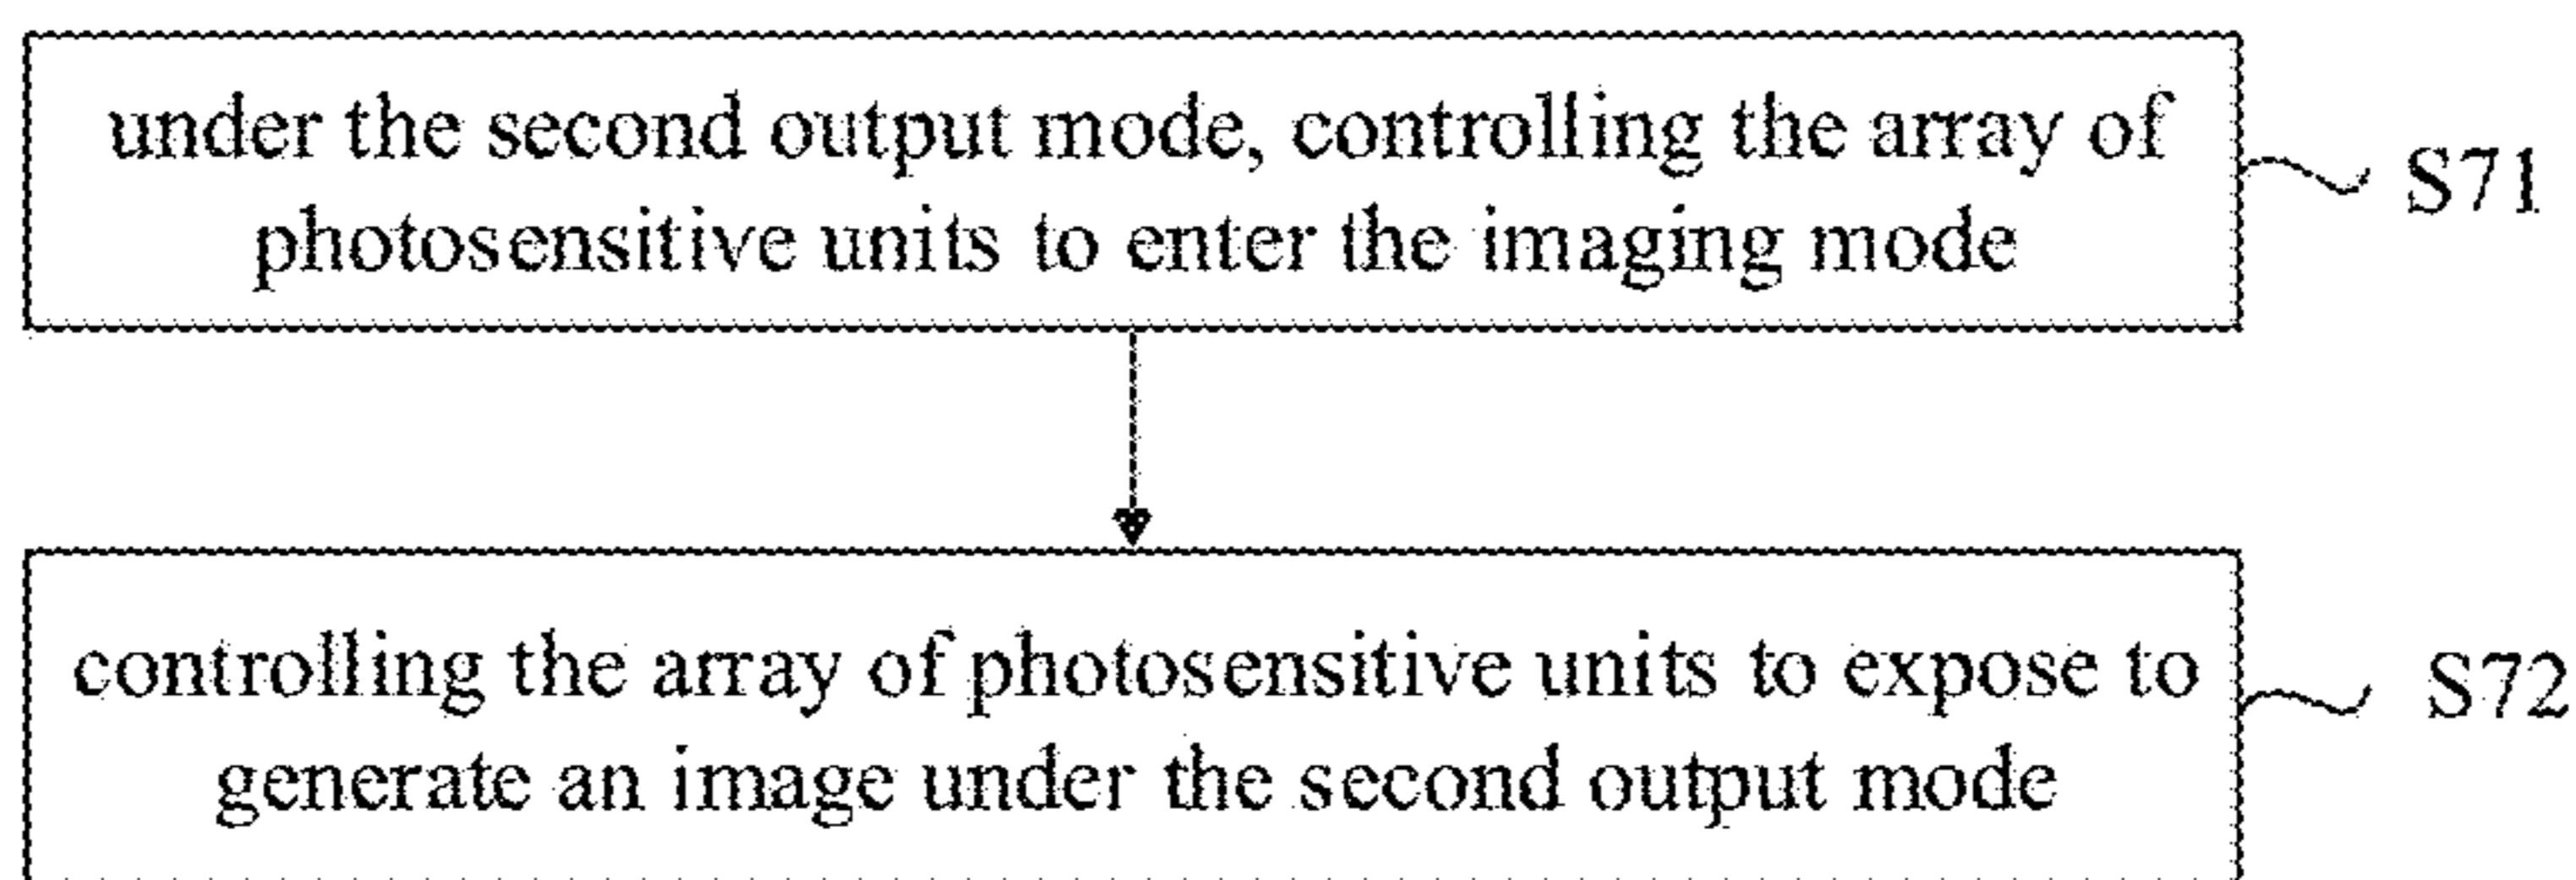 under the second output mode, controlling the array of
photosensitive units to enter the imaging mode
S71
controlling the array of photosensitive units to expose to
generate an image under the second output mode
S72